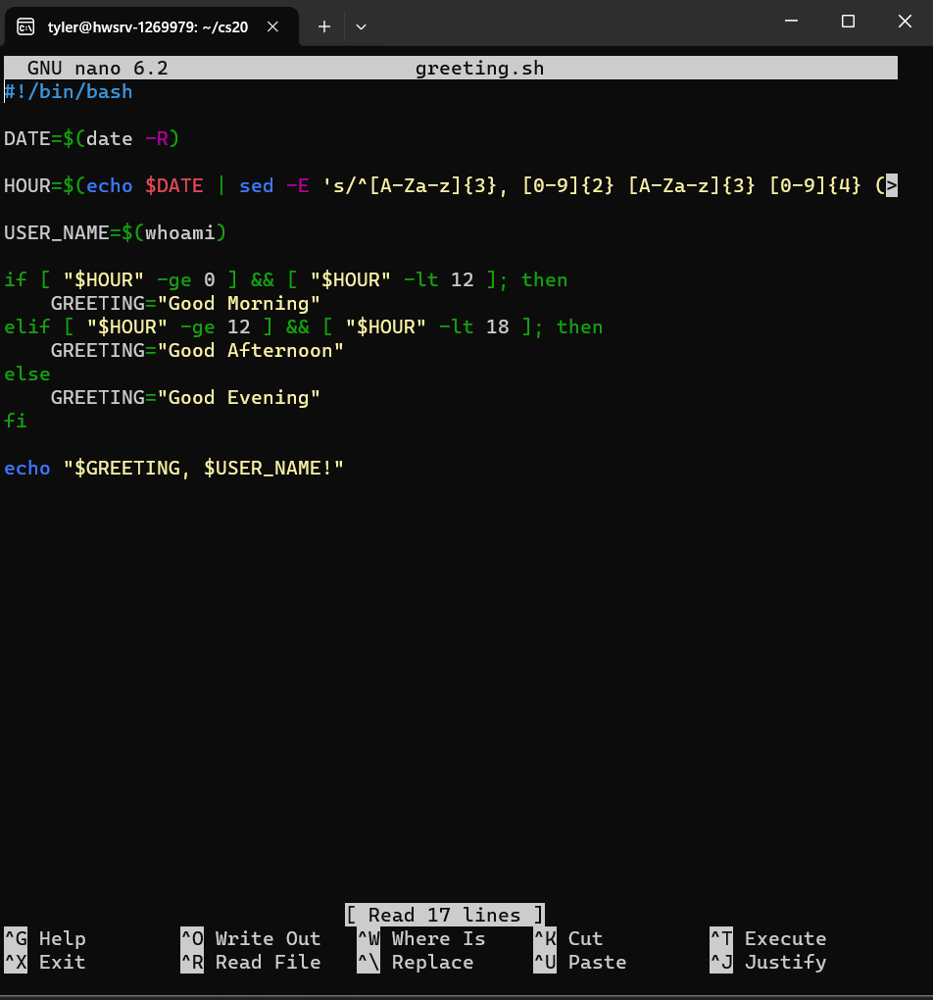 tyler@hwsrv-1269979: ~/cs20
GNU nano 6.2 greeting.sh
#!/bin/bash
DATE=$(date -R)
HOUR=$(echo $DATE | sed -E 's/^[A-Za-z]{3}, [0-9]{2} [A-Za-z]{3} [0-9]{4} (>
USER_NAME=$(whoami)
if [ "$HOUR" -ge 0 ] && [ "$HOUR" -lt 12 ]; then
    GREETING="Good Morning"
elif [ "$HOUR" -ge 12 ] && [ "$HOUR" -lt 18 ]; then
    GREETING="Good Afternoon"
else
    GREETING="Good Evening"
fi
echo "$GREETING, $USER_NAME!"
[ Read 17 lines ]
^G Help ^O Write Out ^W Where Is ^K Cut ^T Execute
^X Exit ^R Read File ^\ Replace ^U Paste ^J Justify